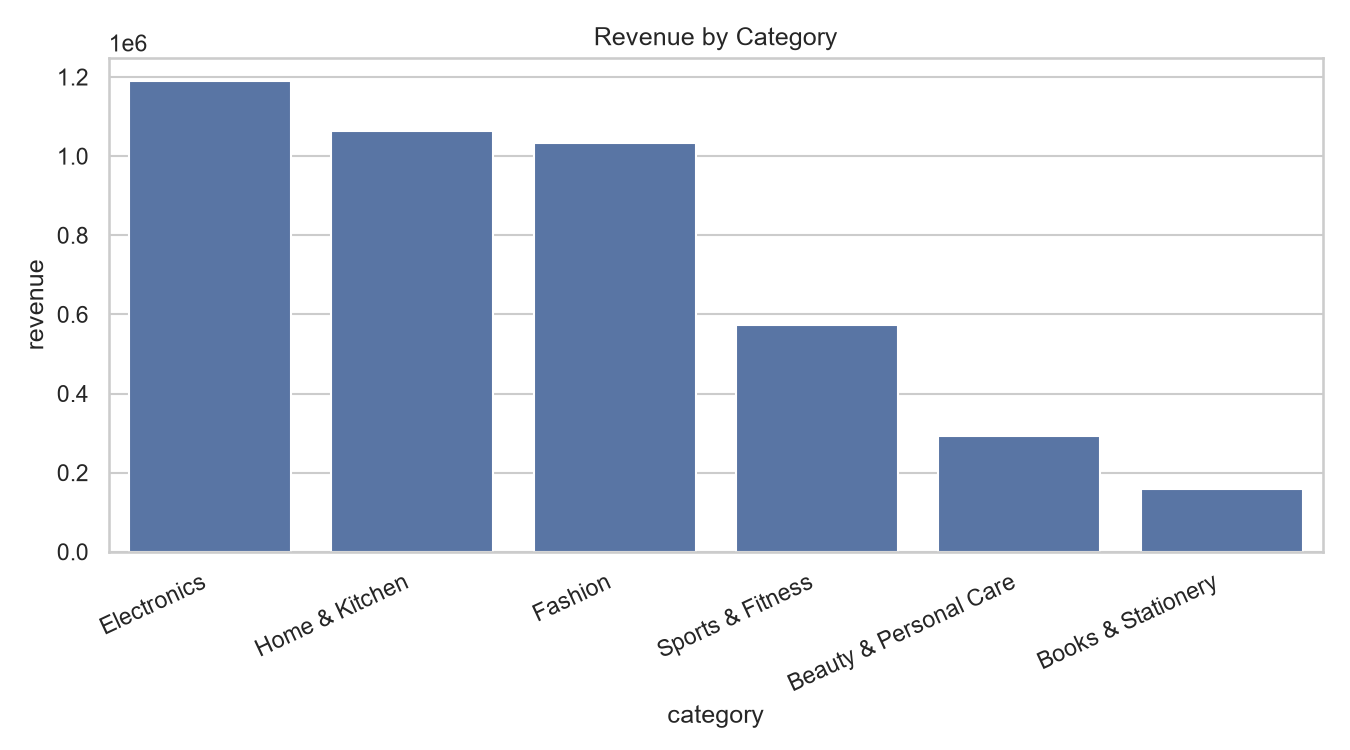 Revenue by Category
1e6
1.2
1.0
0.8
0.6
0.4
0.2
0.0
revenue
Electronics
Home & Kitchen
Fashion
Sports & Fitness
Beauty & Personal Care
Books & Stationery
category